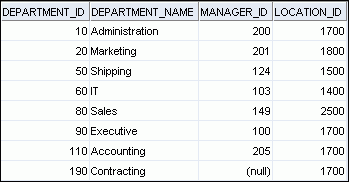 DEPARTMENT_ID DEPARTMENT_NAME MANAGER_ID LOCATION_ID
10 Administration 200 1700
20 Marketing 201 1800
50 Shipping 124 1500
60 IT 103 1400
80 Sales 149 2500
90 Executive 100 1700
110 Accounting 205 1700
190 Contracting (null) 1700